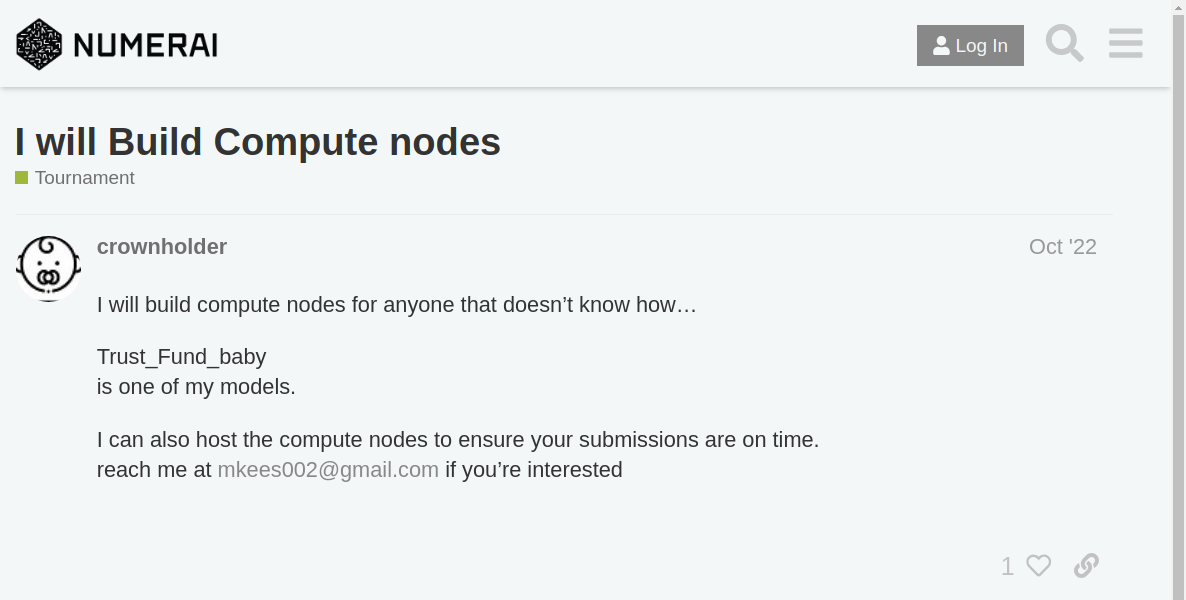 NUMERAI
Log In
I will Build Compute nodes
Tournament
crownholder
Oct '22
I will build compute nodes for anyone that doesn’t know how…
Trust_Fund_baby
is one of my models.
I can also host the compute nodes to ensure your submissions are on time.
reach me at mkees002@gmail.com if you’re interested
1